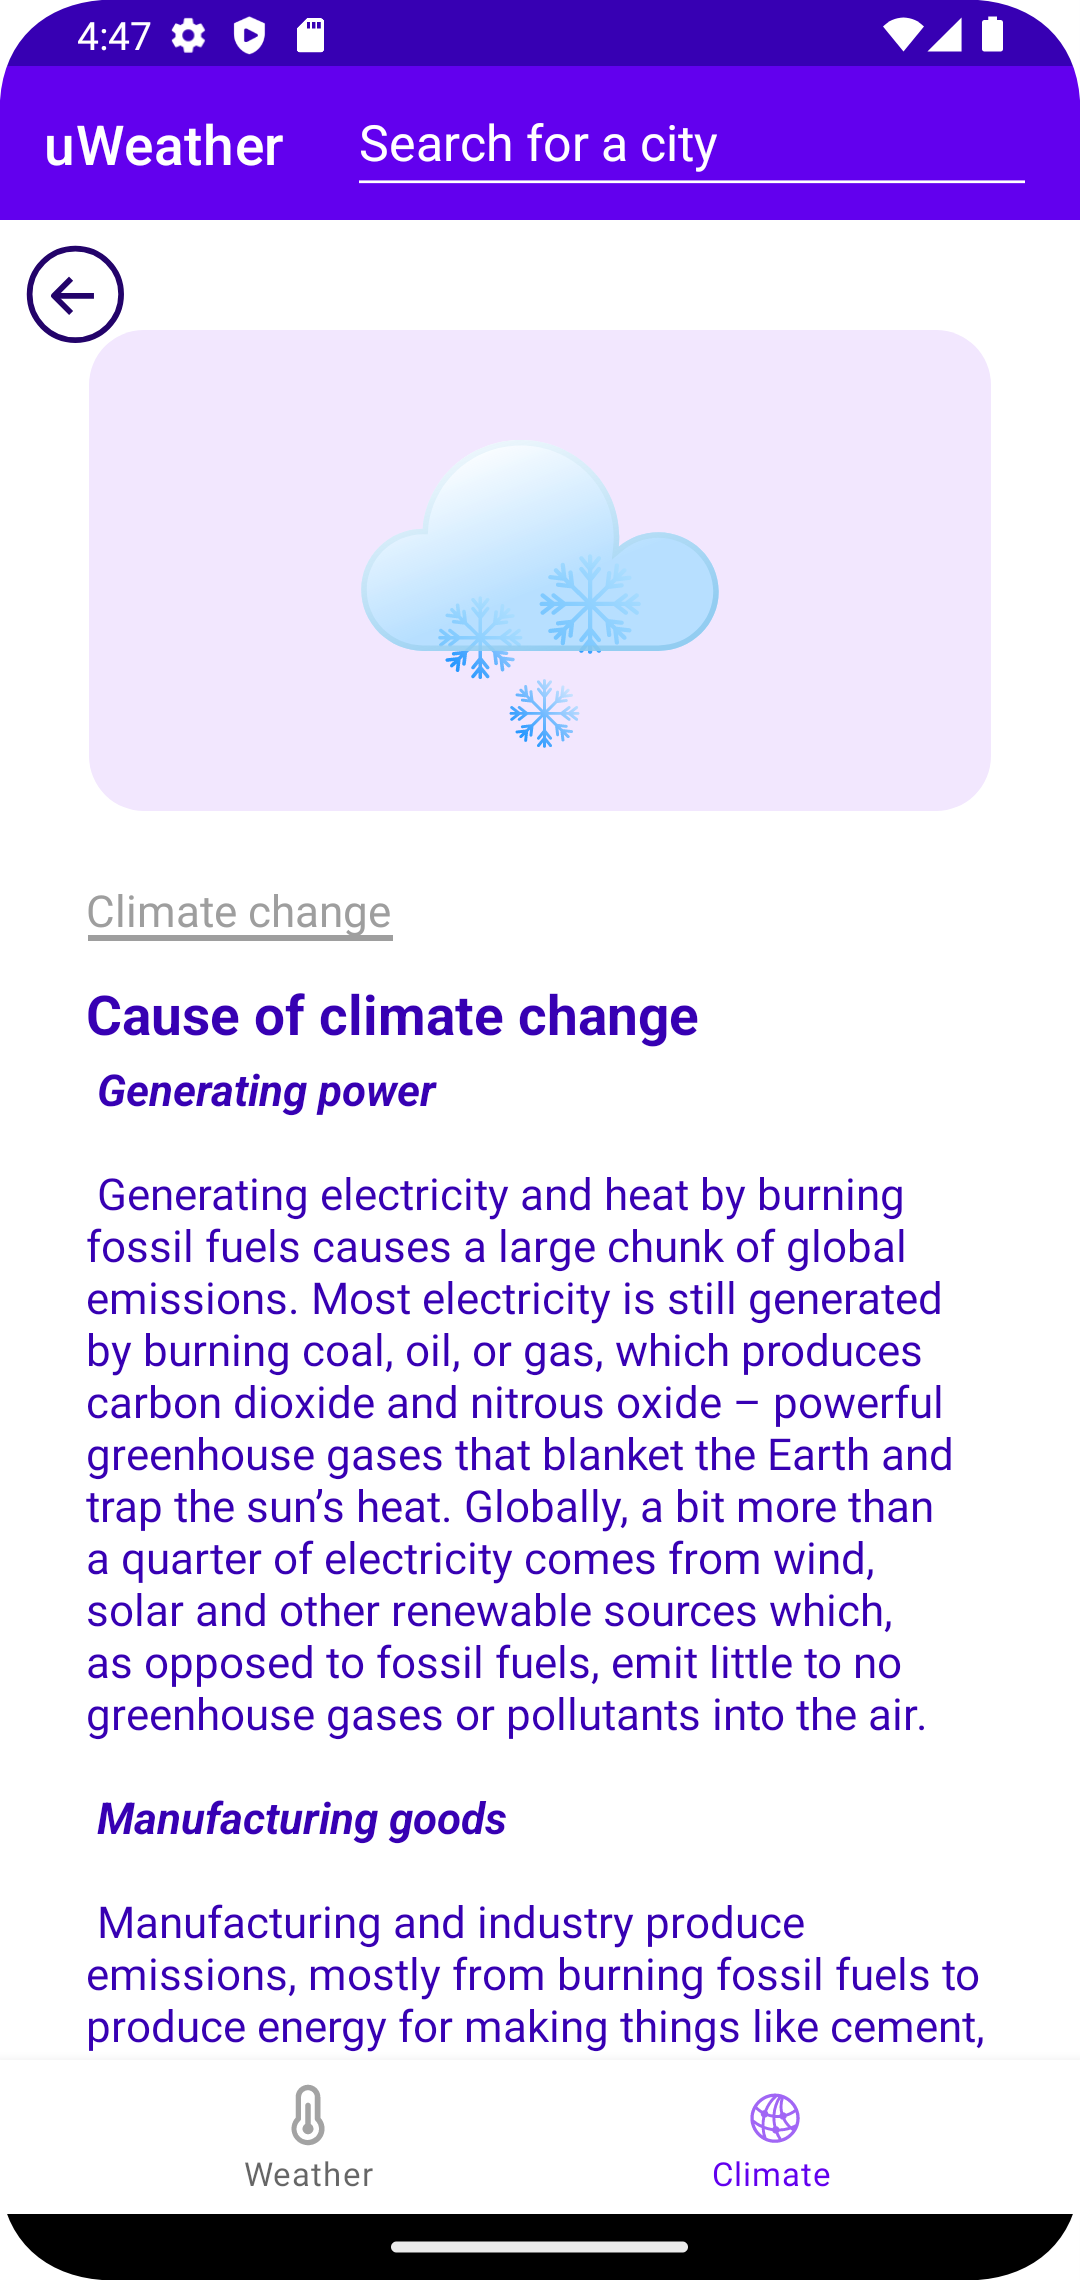 4:47
uWeather
Search for a city
Climate change
Cause of climate change
Generating power
Generating electricity and heat by burning
fossil fuels causes a large chunk of global
emissions. Most electricity is still generated
by burning coal, oil, or gas, which produces
carbon dioxide and nitrous oxide – powerful
greenhouse gases that blanket the Earth and
trap the sun’s heat. Globally, a bit more than
a quarter of electricity comes from wind,
solar and other renewable sources which,
as opposed to fossil fuels, emit little to no
greenhouse gases or pollutants into the air.
Manufacturing goods
Manufacturing and industry produce
emissions, mostly from burning fossil fuels to
produce energy for making things like cement,
Weather
Climate